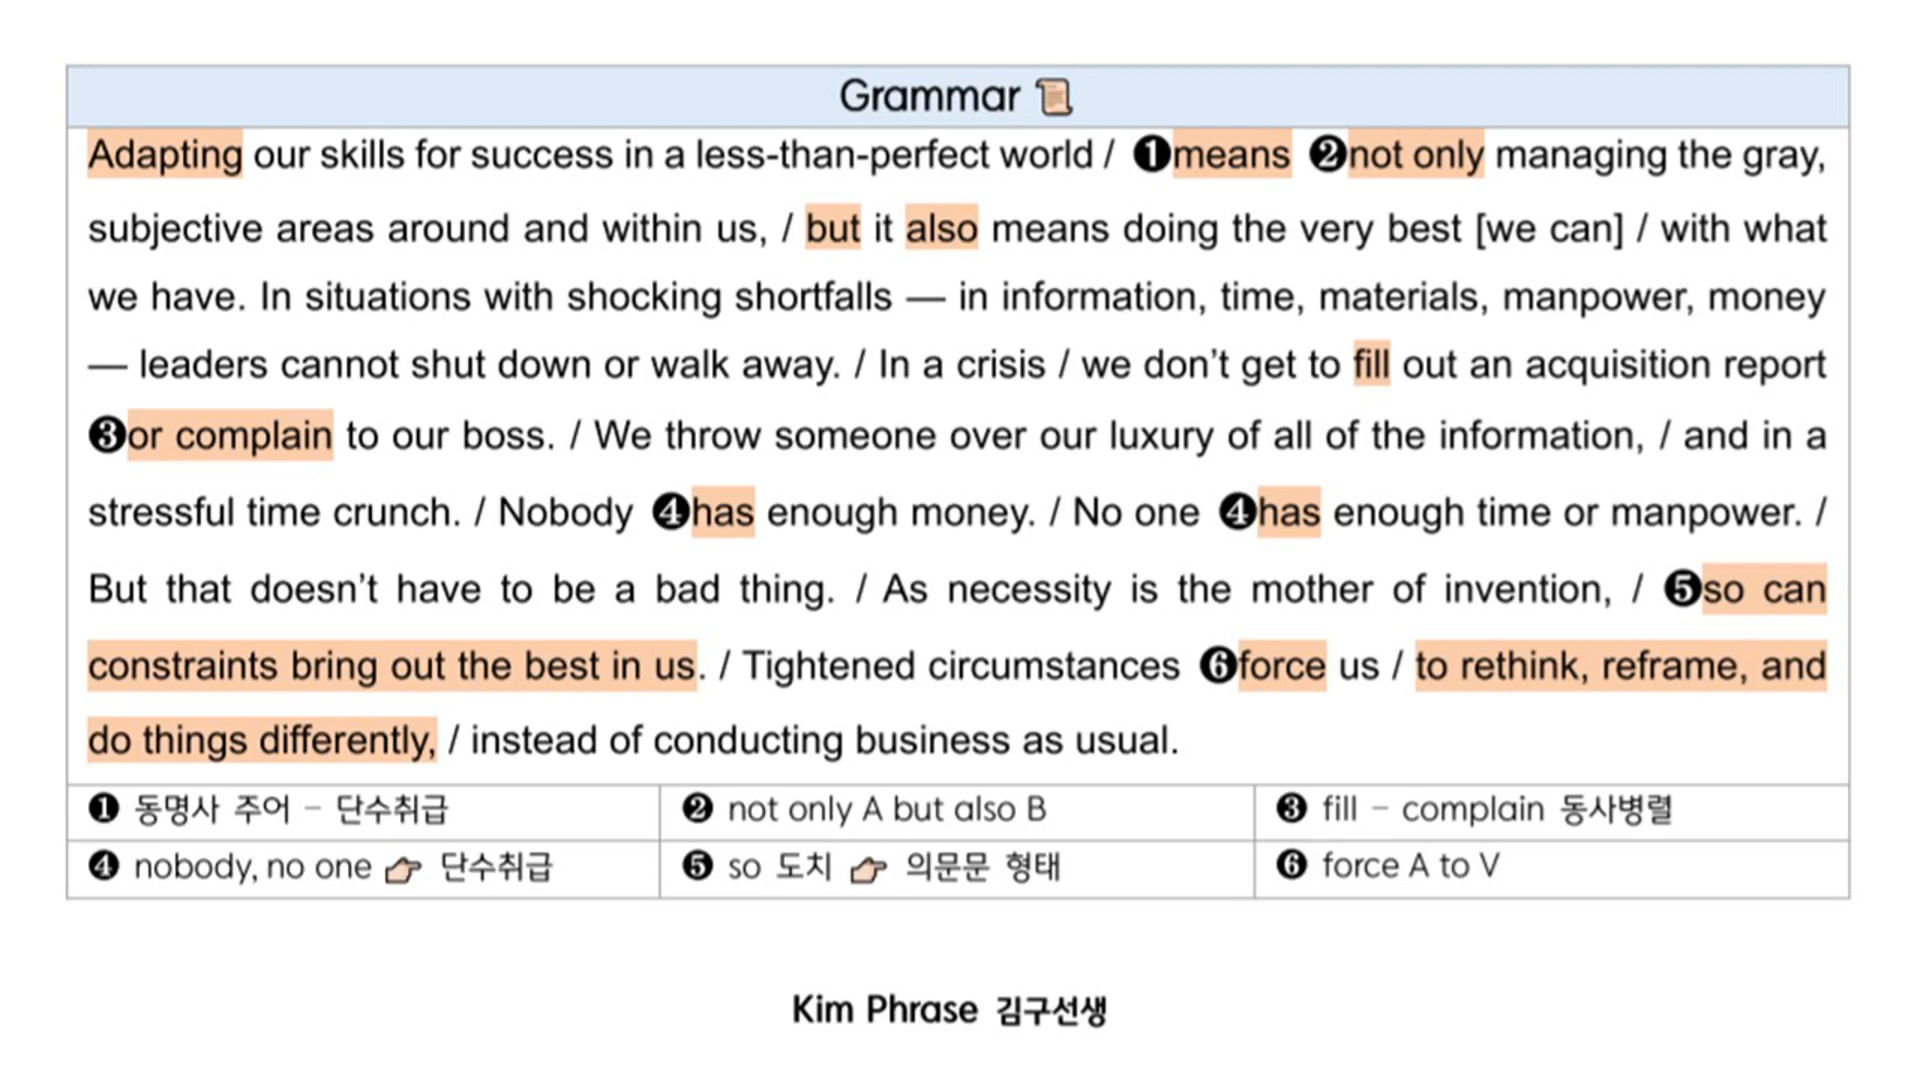 Grammar 📜
Adapting our skills for success in a less-than-perfect world / ❶means ❷not only managing the gray,
subjective areas around and within us, / but it also means doing the very best [we can] / with what
we have. In situations with shocking shortfalls — in information, time, materials, manpower, money
— leaders cannot shut down or walk away. / In a crisis / we don't get to fill out an acquisition report
❸or complain to our boss. / We throw someone over our luxury of all of the information, / and in a
stressful time crunch. / Nobody ❹has enough money. / No one ❹has enough time or manpower. /
But that doesn't have to be a bad thing. / As necessity is the mother of invention, / ❺so can
constraints bring out the best in us. / Tightened circumstances ❻force us / to rethink, reframe, and
do things differently, / instead of conducting business as usual.
❶ 동명사 주어 – 단수취급 ❷ not only A but also B ❸ fill – complain 동사병렬
❹ nobody, no one 👉 단수취급 ❺ so 도치 👉 의문문 형태 ❻ force A to V
Kim Phrase 김구선생